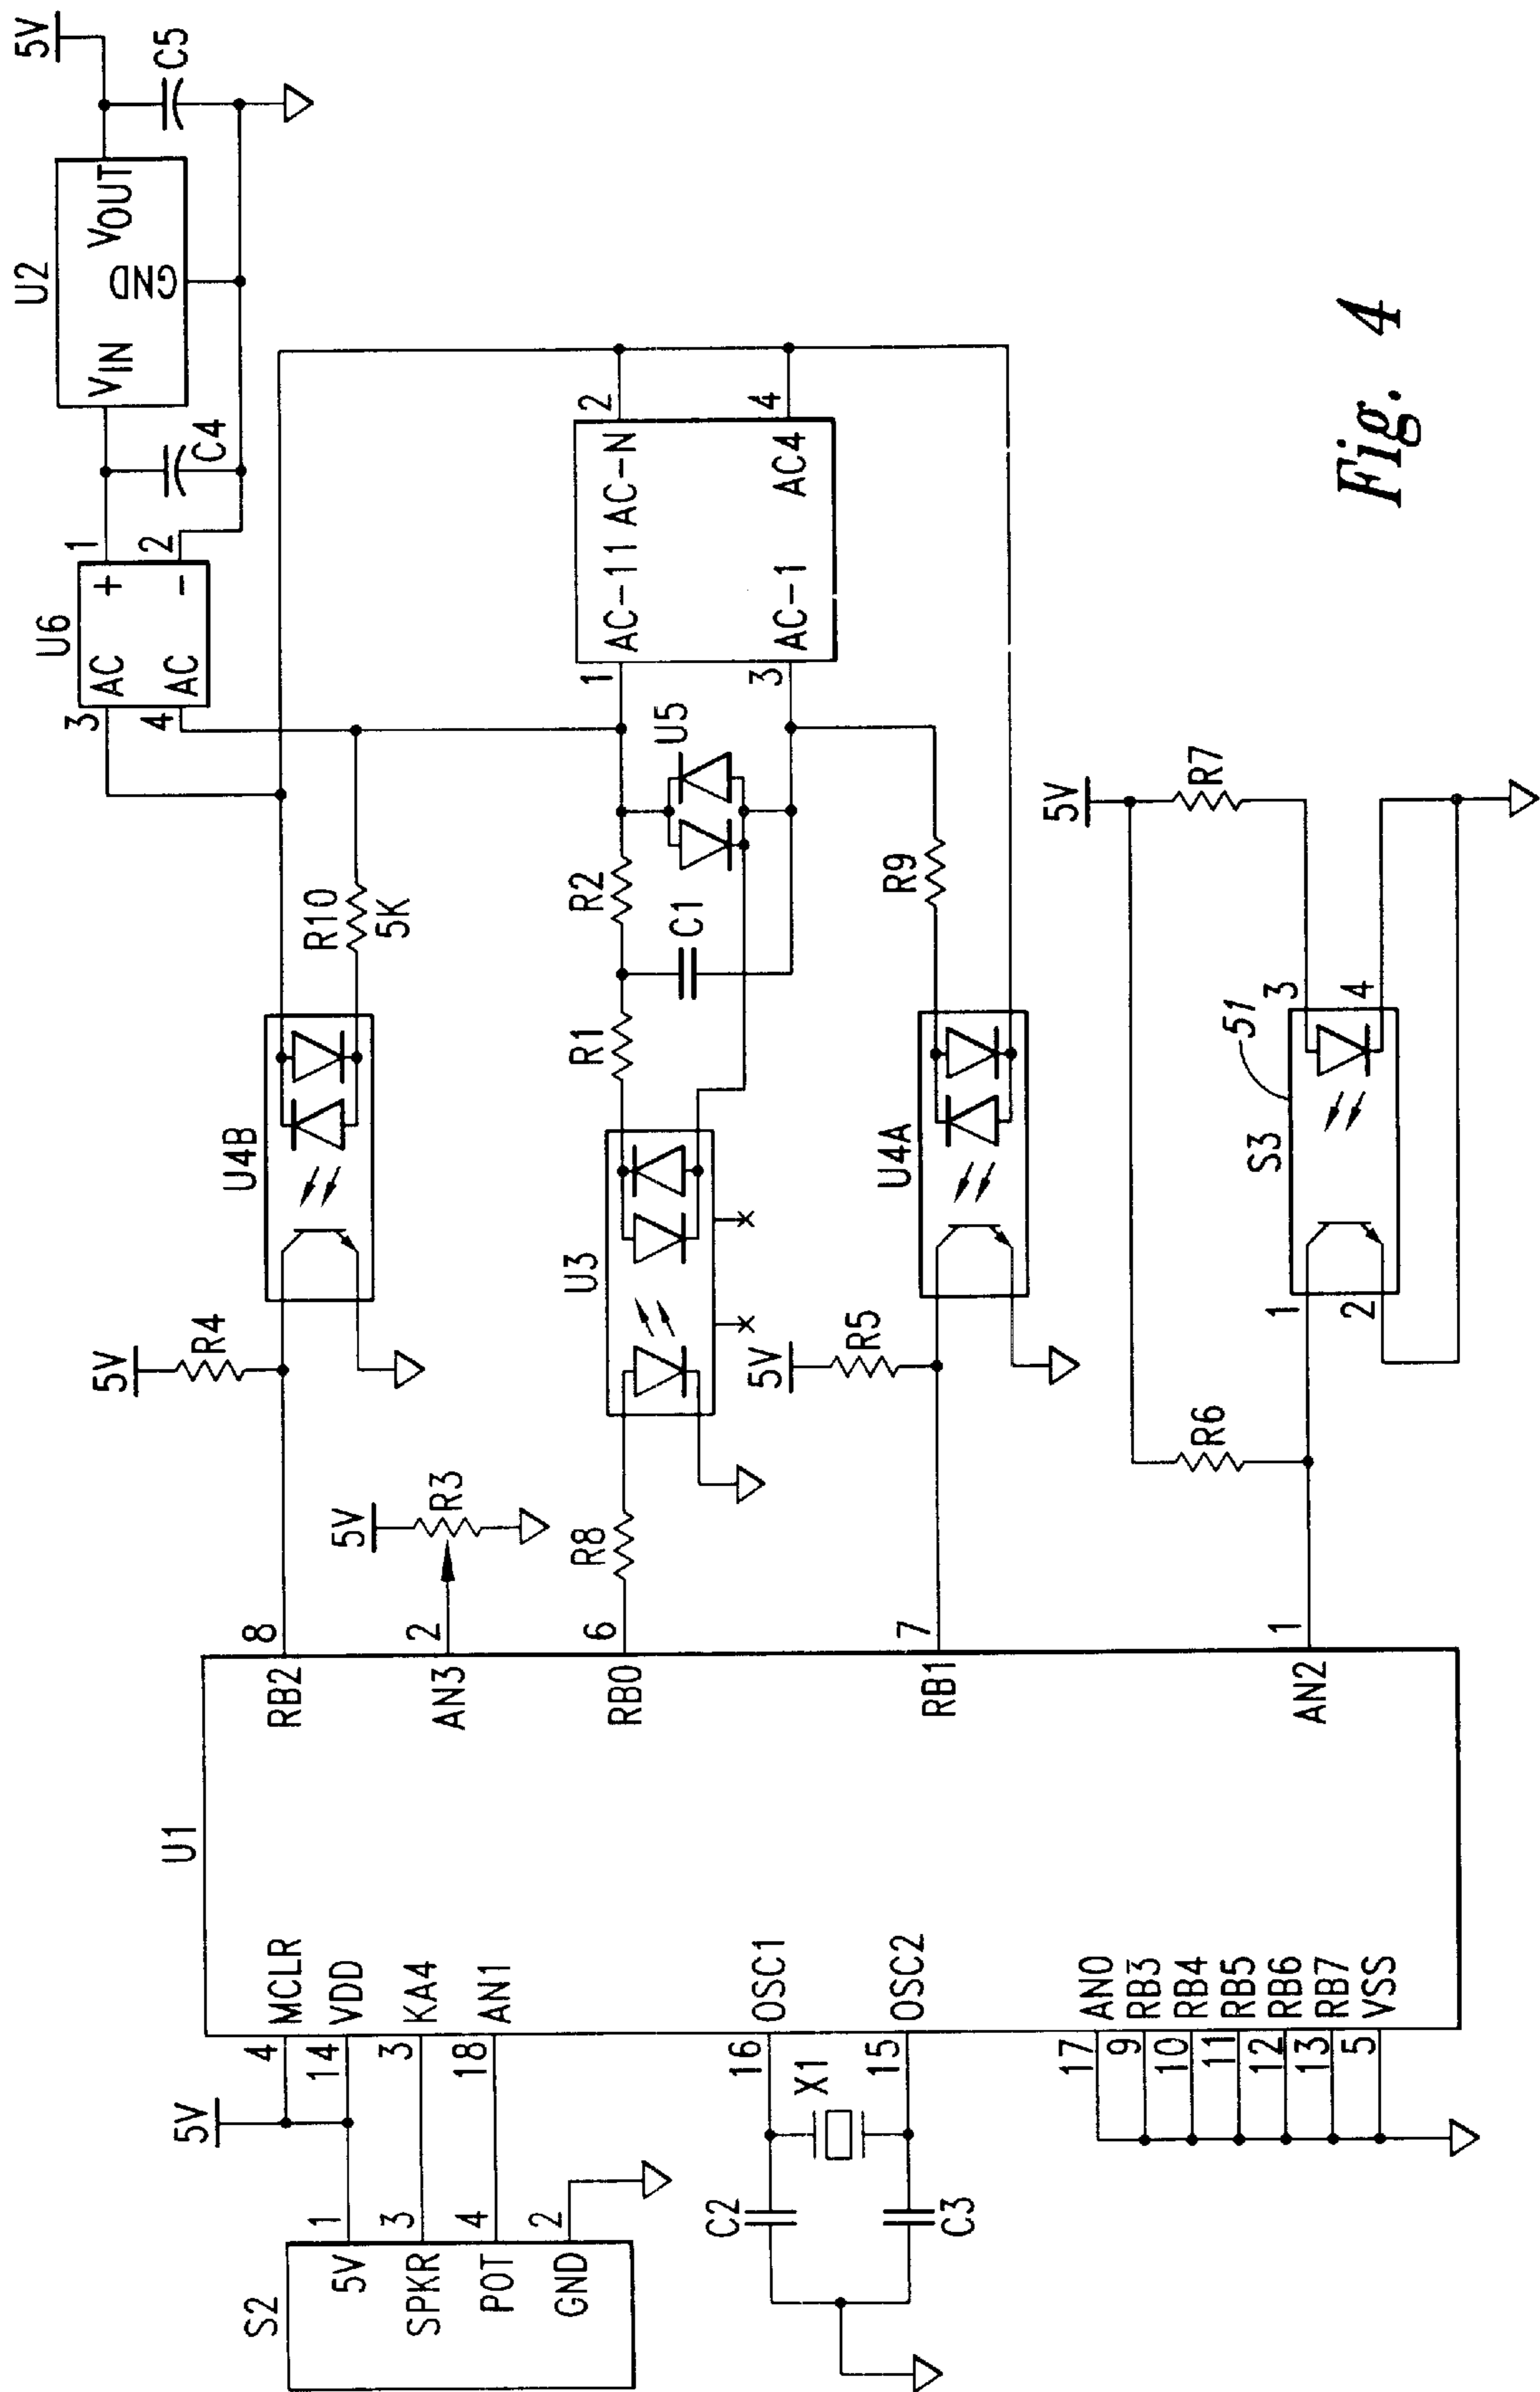 5V
C5
U2
VIN
VOUT
GND
C4
U6
1
2
3
4
AC +
AC -
AC-11 AC-N
AC-1 AC4
1
2
3
4
U5
R10
5K
R2
C1
R1
R9
U4B
U3
U4A
5V
R4
5V
R3
R8
5V
R5
5V
R7
R6
51
S3
3
4
1
2
8
2
6
7
1
RB2
AN3
RB0
RB1
AN2
U1
MCLR
VDD
KA4
AN1
OSC1
OSC2
AN0
RB3
RB4
RB5
RB6
RB7
VSS
4
14
3
18
16
15
17
9
10
11
12
13
5
5V
X1
C2
C3
S2
1
3
4
2
5V
SPKR
POT
GND
Fig. 4